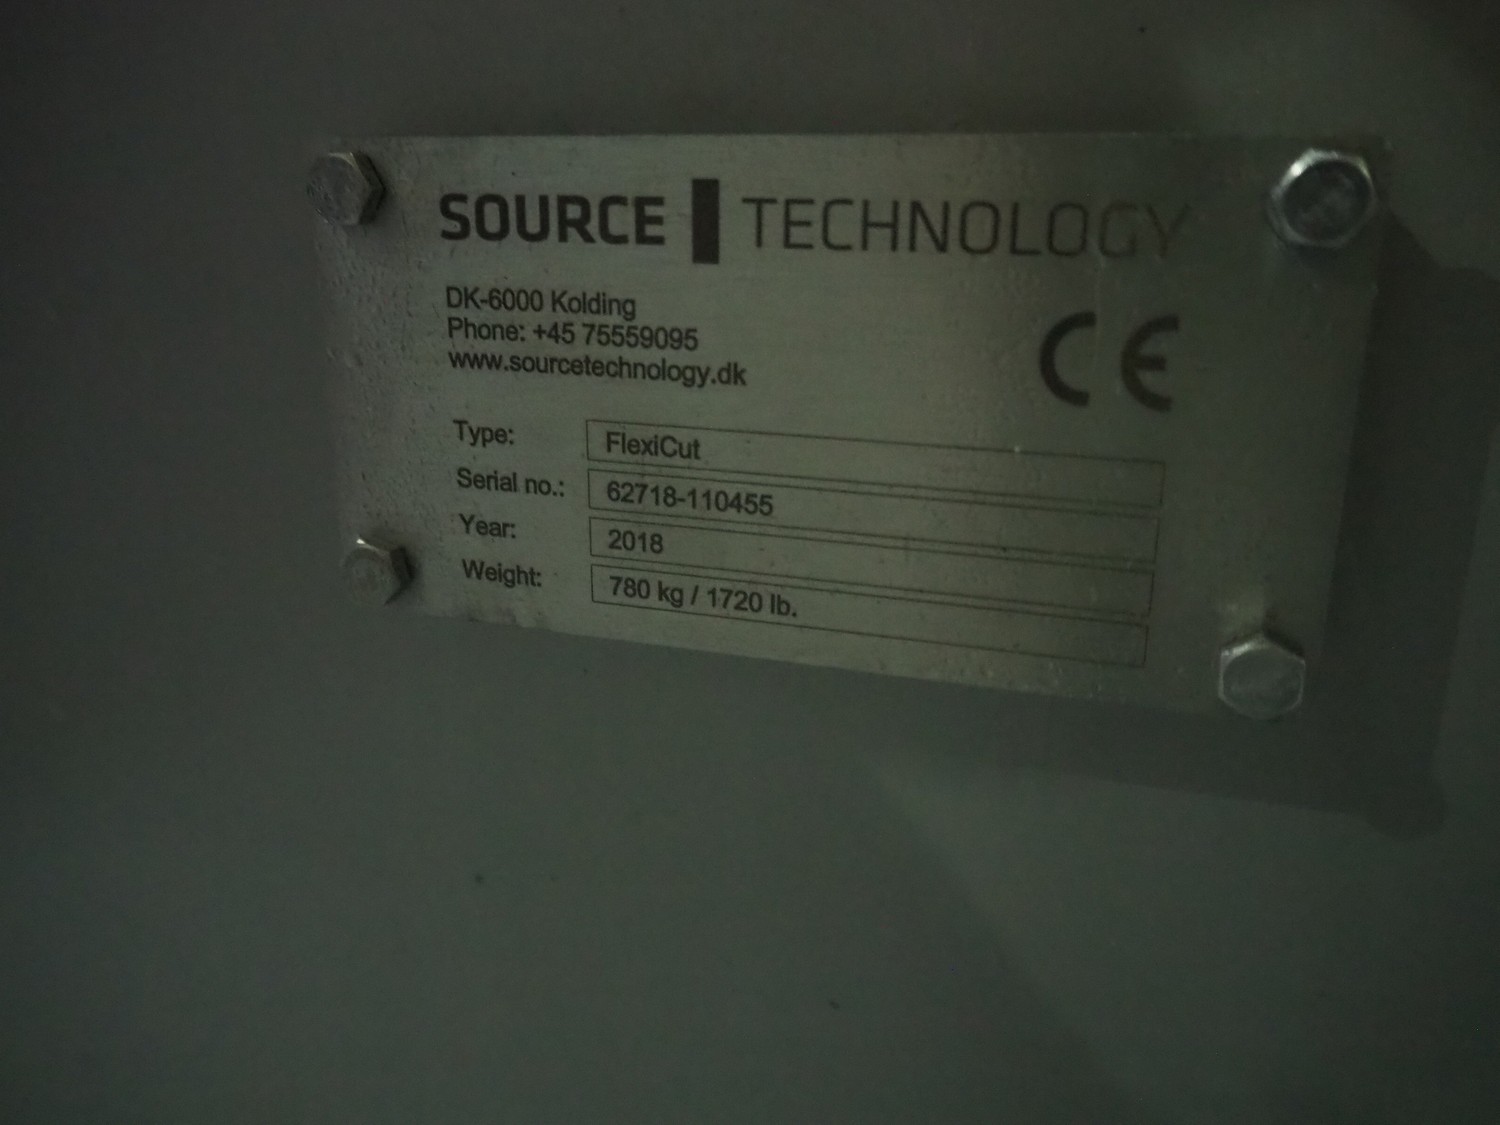 SOURCE TECHNOLOGY
DK-6000 Kolding
Phone: +45 75559095
www.sourcetechnology.dk
CE
Type: FlexiCut
Serial no.: 62718-110455
Year: 2018
Weight: 780 kg / 1720 lb.